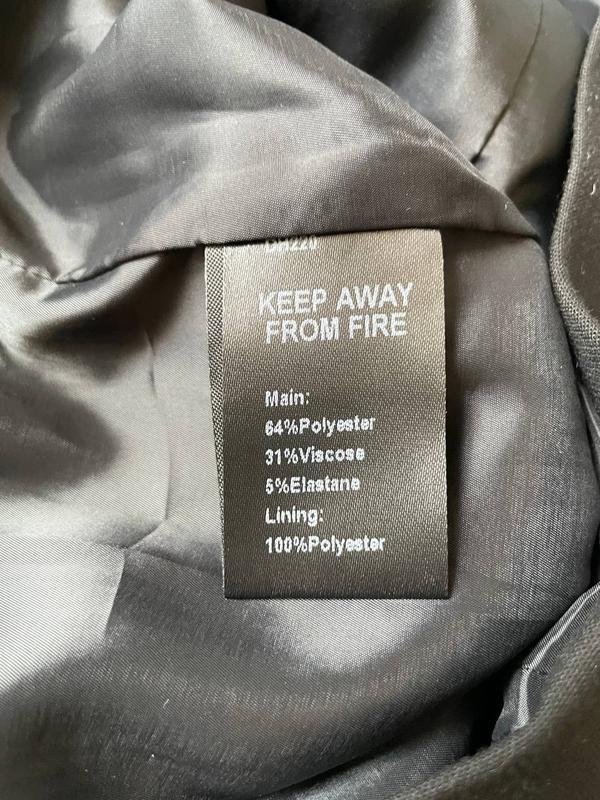 KEEP AWAY
FROM FIRE
Main:
64%Polyester
31%Viscose
5%Elastane
Lining:
100%Polyester